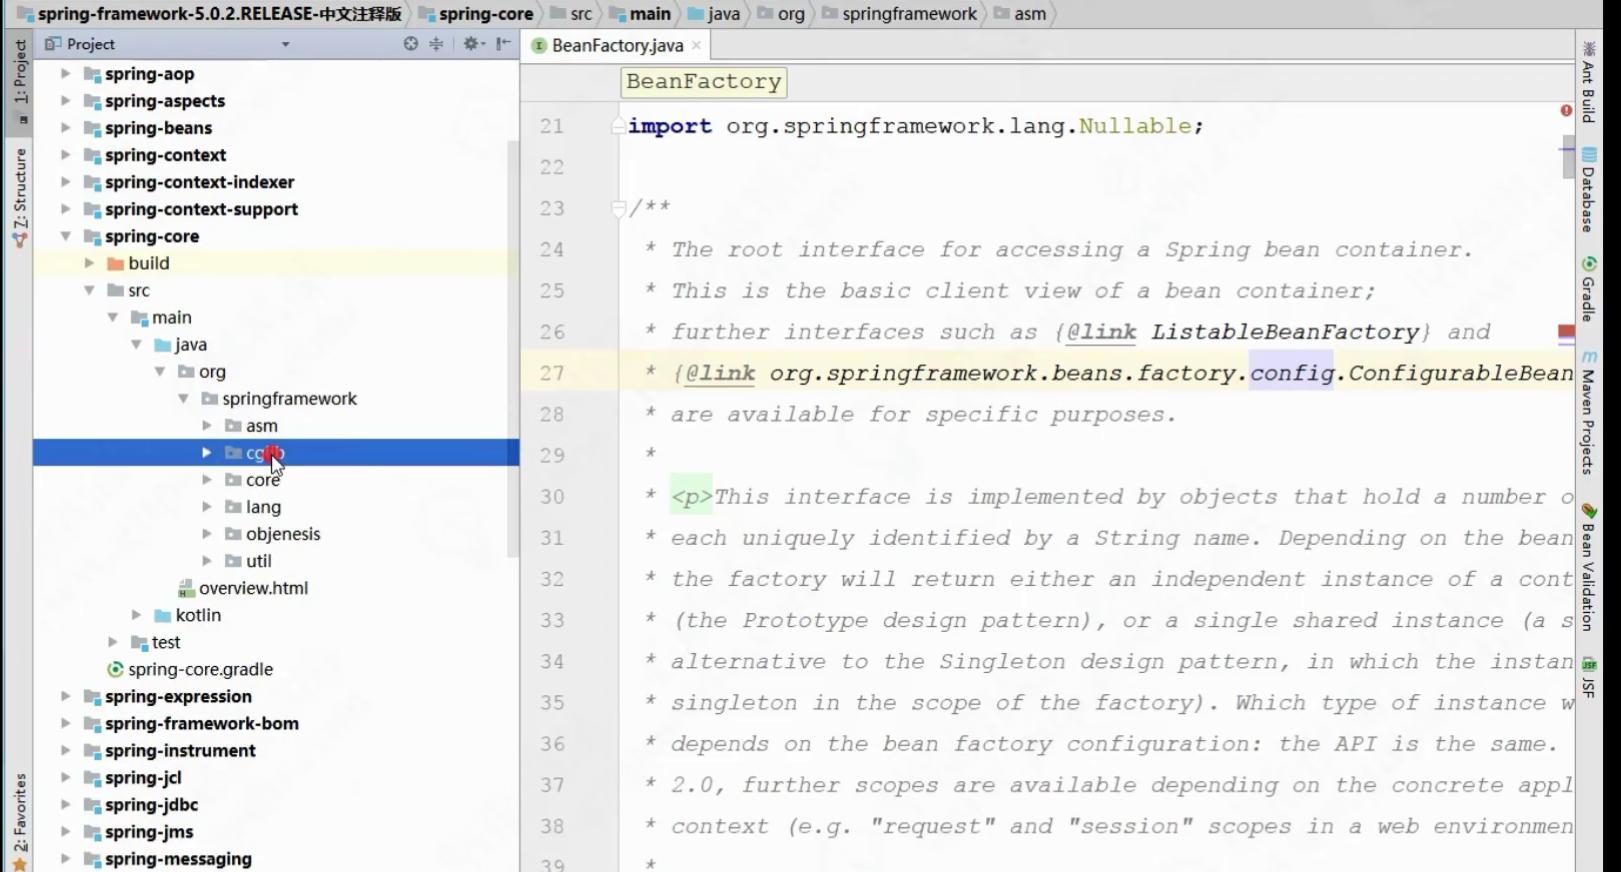 spring-framework-5.0.2.RELEASE-中文注释版 spring-core src main java org springframework asm
Project
BeanFactory.java
1: Project
7: Structure
2: Favorites
spring-aop
spring-aspects
spring-beans
spring-context
spring-context-indexer
spring-context-support
spring-core
build
src
main
java
org
springframework
asm
core
lang
objenesis
util
overview.html
kotlin
test
spring-core.gradle
spring-expression
spring-framework-bom
spring-instrument
spring-jcl
spring-jdbc
spring-jms
spring-messaging
BeanFactory
21 import org.springframework.lang.Nullable;
22
23 /**
24 * The root interface for accessing a Spring bean container.
25 * This is the basic client view of a bean container;
26 * further interfaces such as {@link ListableBeanFactory} and
27 * {@link org.springframework.beans.factory.config.ConfigurableBean
28 * are available for specific purposes.
29 *
30 * <p>This interface is implemented by objects that hold a number o
31 * each uniquely identified by a String name. Depending on the bean
32 * the factory will return either an independent instance of a cont
33 * (the Prototype design pattern), or a single shared instance (a s
34 * alternative to the Singleton design pattern, in which the instan
35 * singleton in the scope of the factory). Which type of instance w
36 * depends on the bean factory configuration: the API is the same.
37 * 2.0, further scopes are available depending on the concrete appl
38 * context (e.g. "request" and "session" scopes in a web environmen
39 *
Ant Build
Database
Gradle
Maven Projects
Bean Validation
JSF
JSF